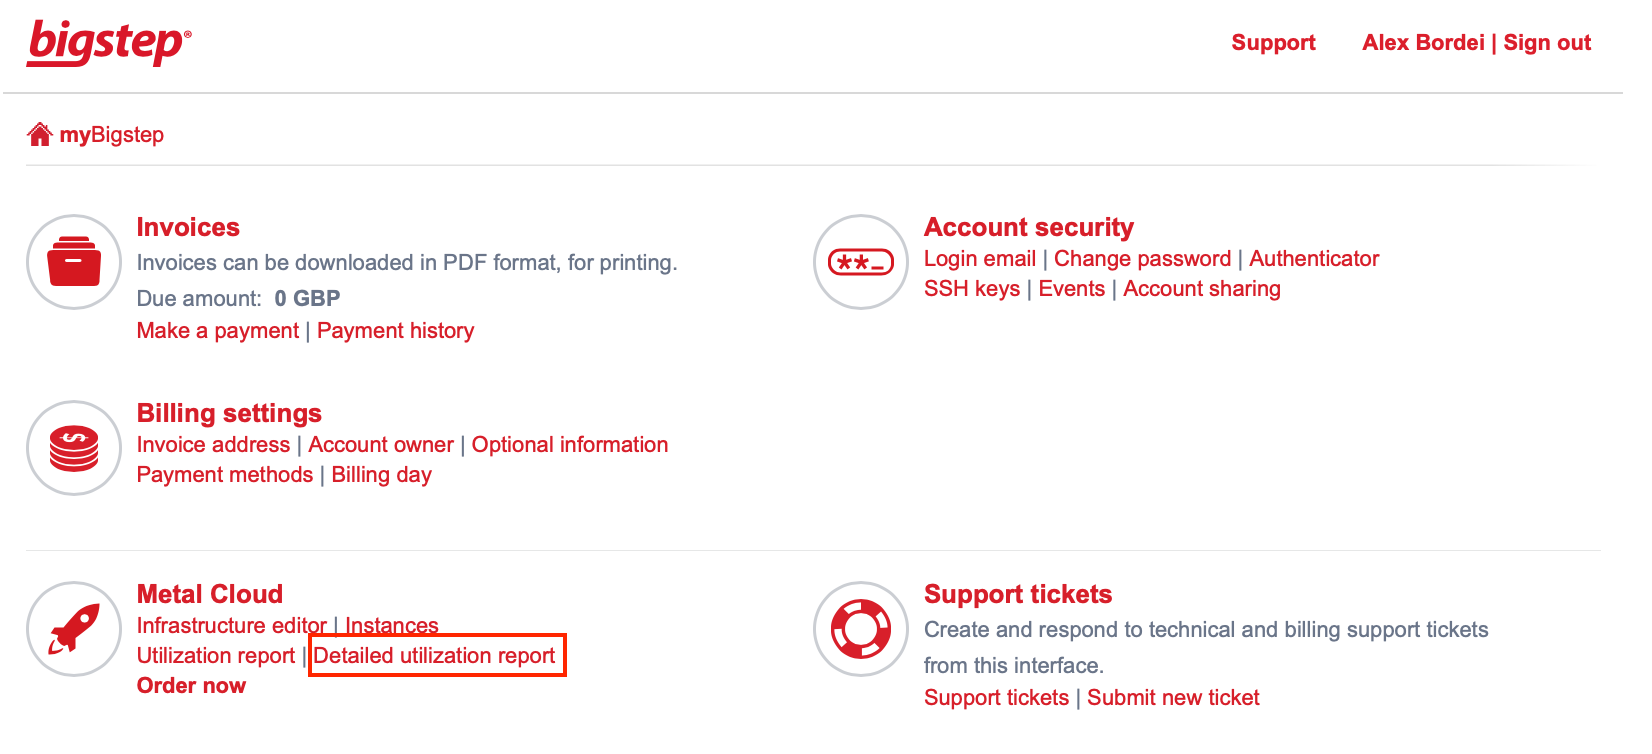 bigstep®
Support Alex Bordei | Sign out
myBigstep
Invoices
Invoices can be downloaded in PDF format, for printing.
Due amount: 0 GBP
Make a payment | Payment history
Account security
Login email | Change password | Authenticator
SSH keys | Events | Account sharing
**_
Billing settings
Invoice address | Account owner | Optional information
Payment methods | Billing day
$
Metal Cloud
Infrastructure editor | Instances
Utilization report | Detailed utilization report
Order now
Support tickets
Create and respond to technical and billing support tickets
from this interface.
Support tickets | Submit new ticket